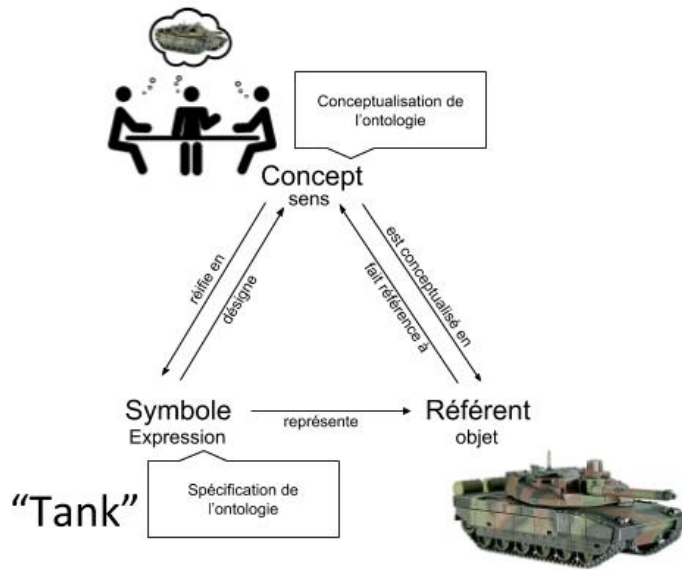 Conceptualisation de
l'ontologie
Concept
sens
réifie en
désigne
est conceptualisé en
fait référence à
Symbole
Expression
représente
Référent
objet
"Tank"
Spécification de
l'ontologie